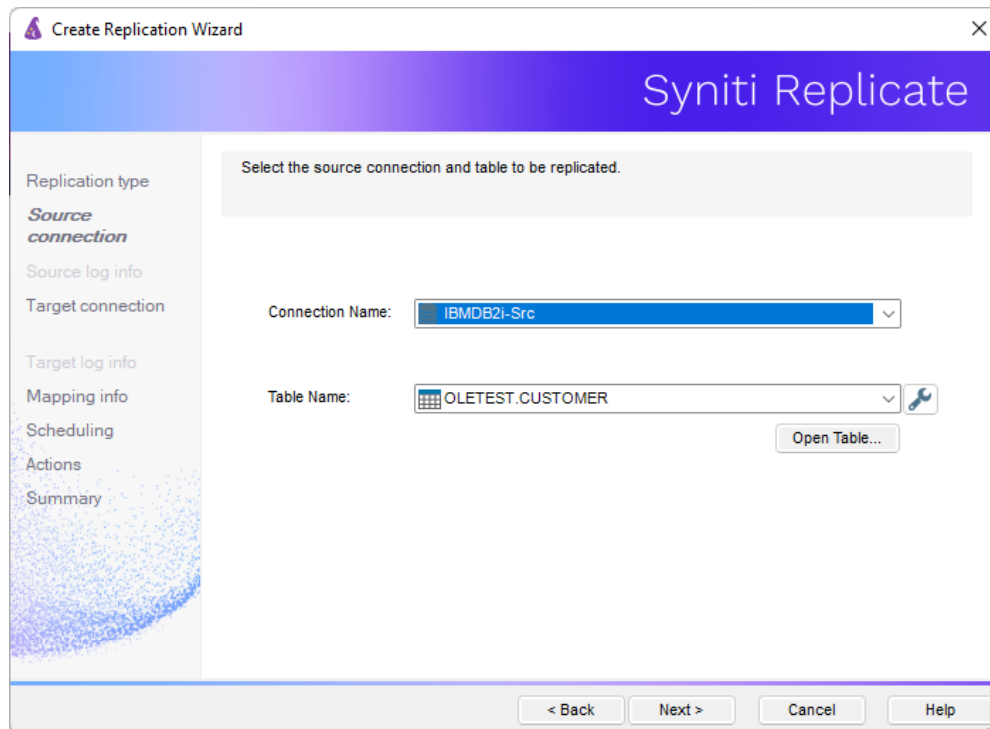 Create Replication Wizard
Syniti Replicate
Select the source connection and table to be replicated.
Replication type
Source
connection
Source log info
Target connection
Target log info
Mapping info
Scheduling
Actions
Summary
Connection Name:
IBMDB2i-Src
Table Name:
OLETEST.CUSTOMER
Open Table...
< Back
Next >
Cancel
Help